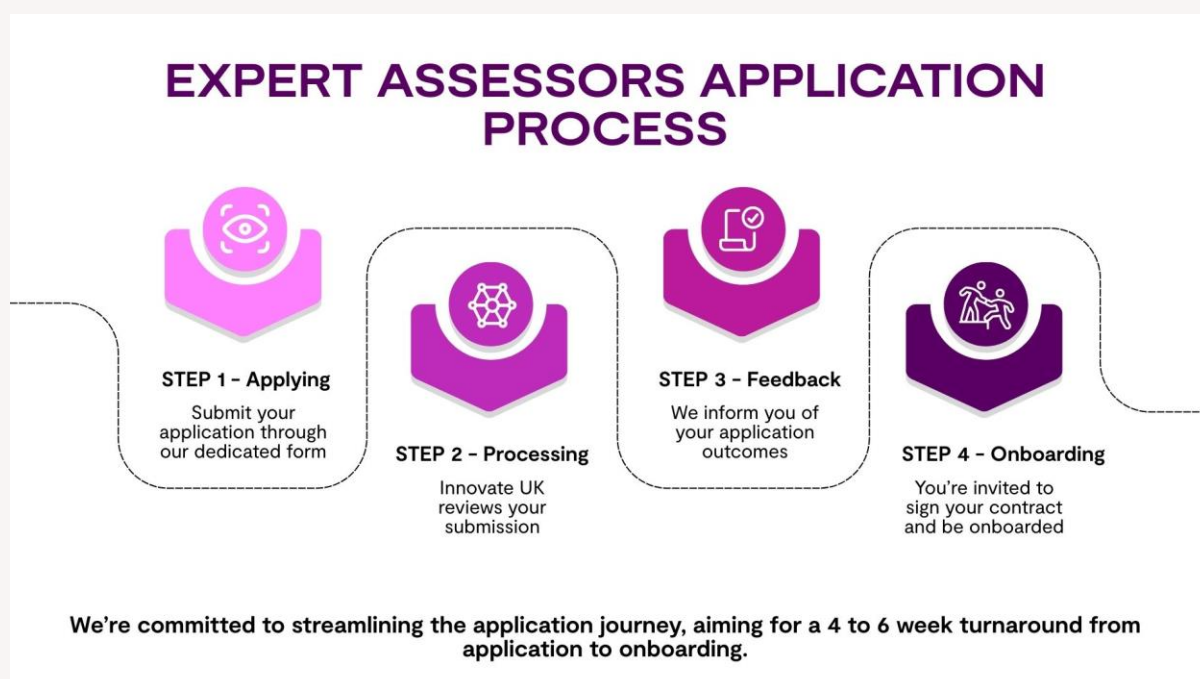 EXPERT ASSESSORS APPLICATION
PROCESS
STEP 1 - Applying
Submit your
application through
our dedicated form
STEP 2 - Processing
Innovate UK
reviews your
submission
STEP 3 - Feedback
We inform you of
your application
outcomes
STEP 4 - Onboarding
You're invited to
sign your contract
and be onboarded
We're committed to streamlining the application journey, aiming for a 4 to 6 week turnaround from
application to onboarding.